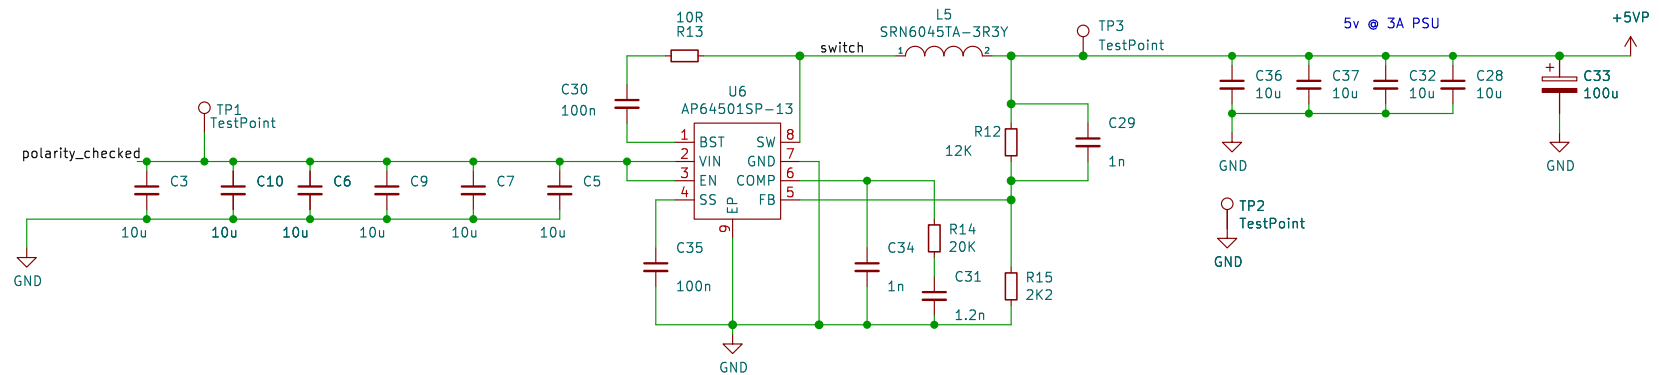 10R
R13
L5
SRN6045TA-3R3Y
switch
1
2
TP3
TestPoint
5v @ 3A PSU
+5VP
C30
100n
U6
AP64501SP-13
C36
10u
C37
10u
C32
10u
C28
10u
+
C33
100u
TP1
TestPoint
polarity_checked
1
BST
SW
8
2
VIN
GND
7
3
EN
COMP
6
4
SS
FB
5
EP
9
R12
12K
C29
1n
GND
GND
C3
10u
C10
10u
C6
10u
C9
10u
C7
10u
C5
10u
GND
TP2
TestPoint
GND
C35
100n
C34
1n
R14
20K
C31
1.2n
R15
2K2
GND